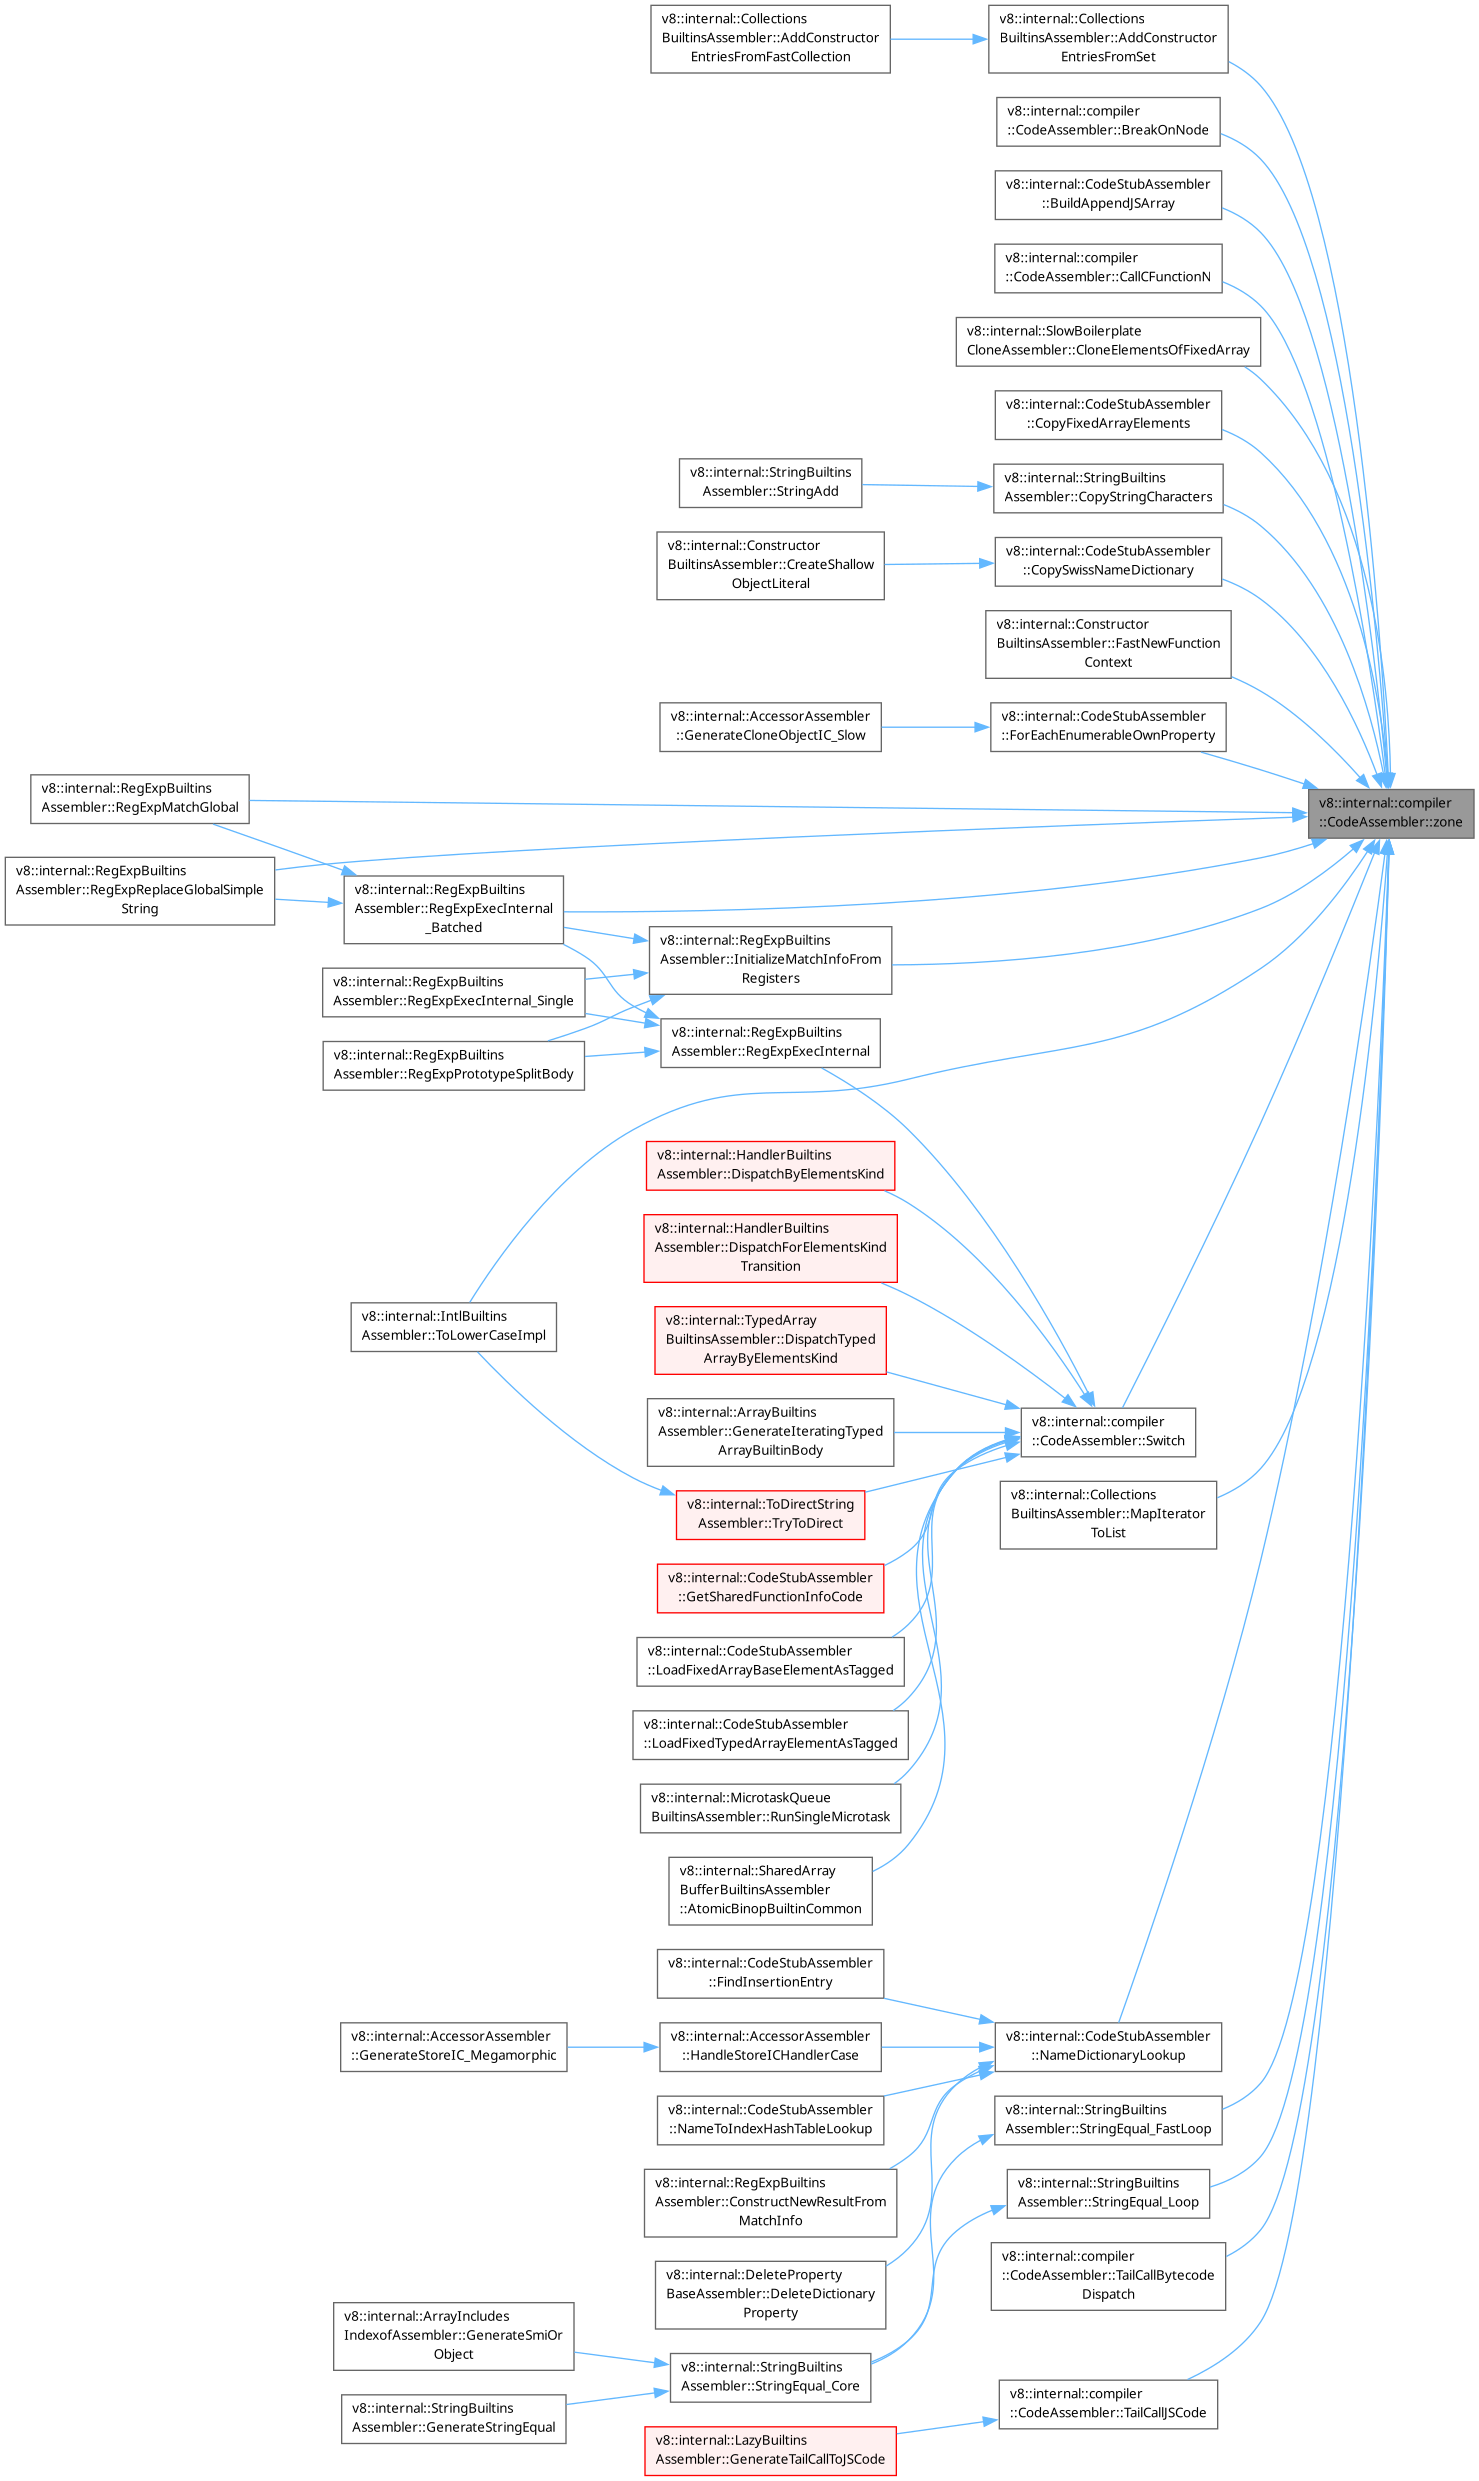 v8::internal::Collections
BuiltinsAssembler::AddConstructor
EntriesFromFastCollection
v8::internal::Collections
BuiltinsAssembler::AddConstructor
EntriesFromSet
v8::internal::compiler
::CodeAssembler::BreakOnNode
v8::internal::CodeStubAssembler
::BuildAppendJSArray
v8::internal::compiler
::CodeAssembler::CallCFunctionN
v8::internal::SlowBoilerplate
CloneAssembler::CloneElementsOfFixedArray
v8::internal::CodeStubAssembler
::CopyFixedArrayElements
v8::internal::StringBuiltins
Assembler::StringAdd
v8::internal::StringBuiltins
Assembler::CopyStringCharacters
v8::internal::Constructor
BuiltinsAssembler::CreateShallow
ObjectLiteral
v8::internal::CodeStubAssembler
::CopySwissNameDictionary
v8::internal::Constructor
BuiltinsAssembler::FastNewFunction
Context
v8::internal::AccessorAssembler
::GenerateCloneObjectIC_Slow
v8::internal::CodeStubAssembler
::ForEachEnumerableOwnProperty
v8::internal::compiler
::CodeAssembler::zone
v8::internal::RegExpBuiltins
Assembler::RegExpMatchGlobal
v8::internal::RegExpBuiltins
Assembler::RegExpReplaceGlobalSimple
String
v8::internal::RegExpBuiltins
Assembler::RegExpExecInternal
_Batched
v8::internal::RegExpBuiltins
Assembler::InitializeMatchInfoFrom
Registers
v8::internal::RegExpBuiltins
Assembler::RegExpExecInternal_Single
v8::internal::RegExpBuiltins
Assembler::RegExpExecInternal
v8::internal::RegExpBuiltins
Assembler::RegExpPrototypeSplitBody
v8::internal::HandlerBuiltins
Assembler::DispatchByElementsKind
v8::internal::HandlerBuiltins
Assembler::DispatchForElementsKind
Transition
v8::internal::IntlBuiltins
Assembler::ToLowerCaseImpl
v8::internal::TypedArray
BuiltinsAssembler::DispatchTyped
ArrayByElementsKind
v8::internal::ArrayBuiltins
Assembler::GenerateIteratingTyped
ArrayBuiltinBody
v8::internal::compiler
::CodeAssembler::Switch
v8::internal::ToDirectString
Assembler::TryToDirect
v8::internal::Collections
BuiltinsAssembler::MapIterator
ToList
v8::internal::CodeStubAssembler
::GetSharedFunctionInfoCode
v8::internal::CodeStubAssembler
::LoadFixedArrayBaseElementAsTagged
v8::internal::CodeStubAssembler
::LoadFixedTypedArrayElementAsTagged
v8::internal::MicrotaskQueue
BuiltinsAssembler::RunSingleMicrotask
v8::internal::SharedArray
BufferBuiltinsAssembler
::AtomicBinopBuiltinCommon
v8::internal::CodeStubAssembler
::FindInsertionEntry
v8::internal::AccessorAssembler
::GenerateStoreIC_Megamorphic
v8::internal::AccessorAssembler
::HandleStoreICHandlerCase
v8::internal::CodeStubAssembler
::NameDictionaryLookup
v8::internal::CodeStubAssembler
::NameToIndexHashTableLookup
v8::internal::StringBuiltins
Assembler::StringEqual_FastLoop
v8::internal::RegExpBuiltins
Assembler::ConstructNewResultFrom
MatchInfo
v8::internal::StringBuiltins
Assembler::StringEqual_Loop
v8::internal::DeleteProperty
BaseAssembler::DeleteDictionary
Property
v8::internal::compiler
::CodeAssembler::TailCallBytecode
Dispatch
v8::internal::ArrayIncludes
IndexofAssembler::GenerateSmiOr
Object
v8::internal::StringBuiltins
Assembler::StringEqual_Core
v8::internal::compiler
::CodeAssembler::TailCallJSCode
v8::internal::StringBuiltins
Assembler::GenerateStringEqual
v8::internal::LazyBuiltins
Assembler::GenerateTailCallToJSCode